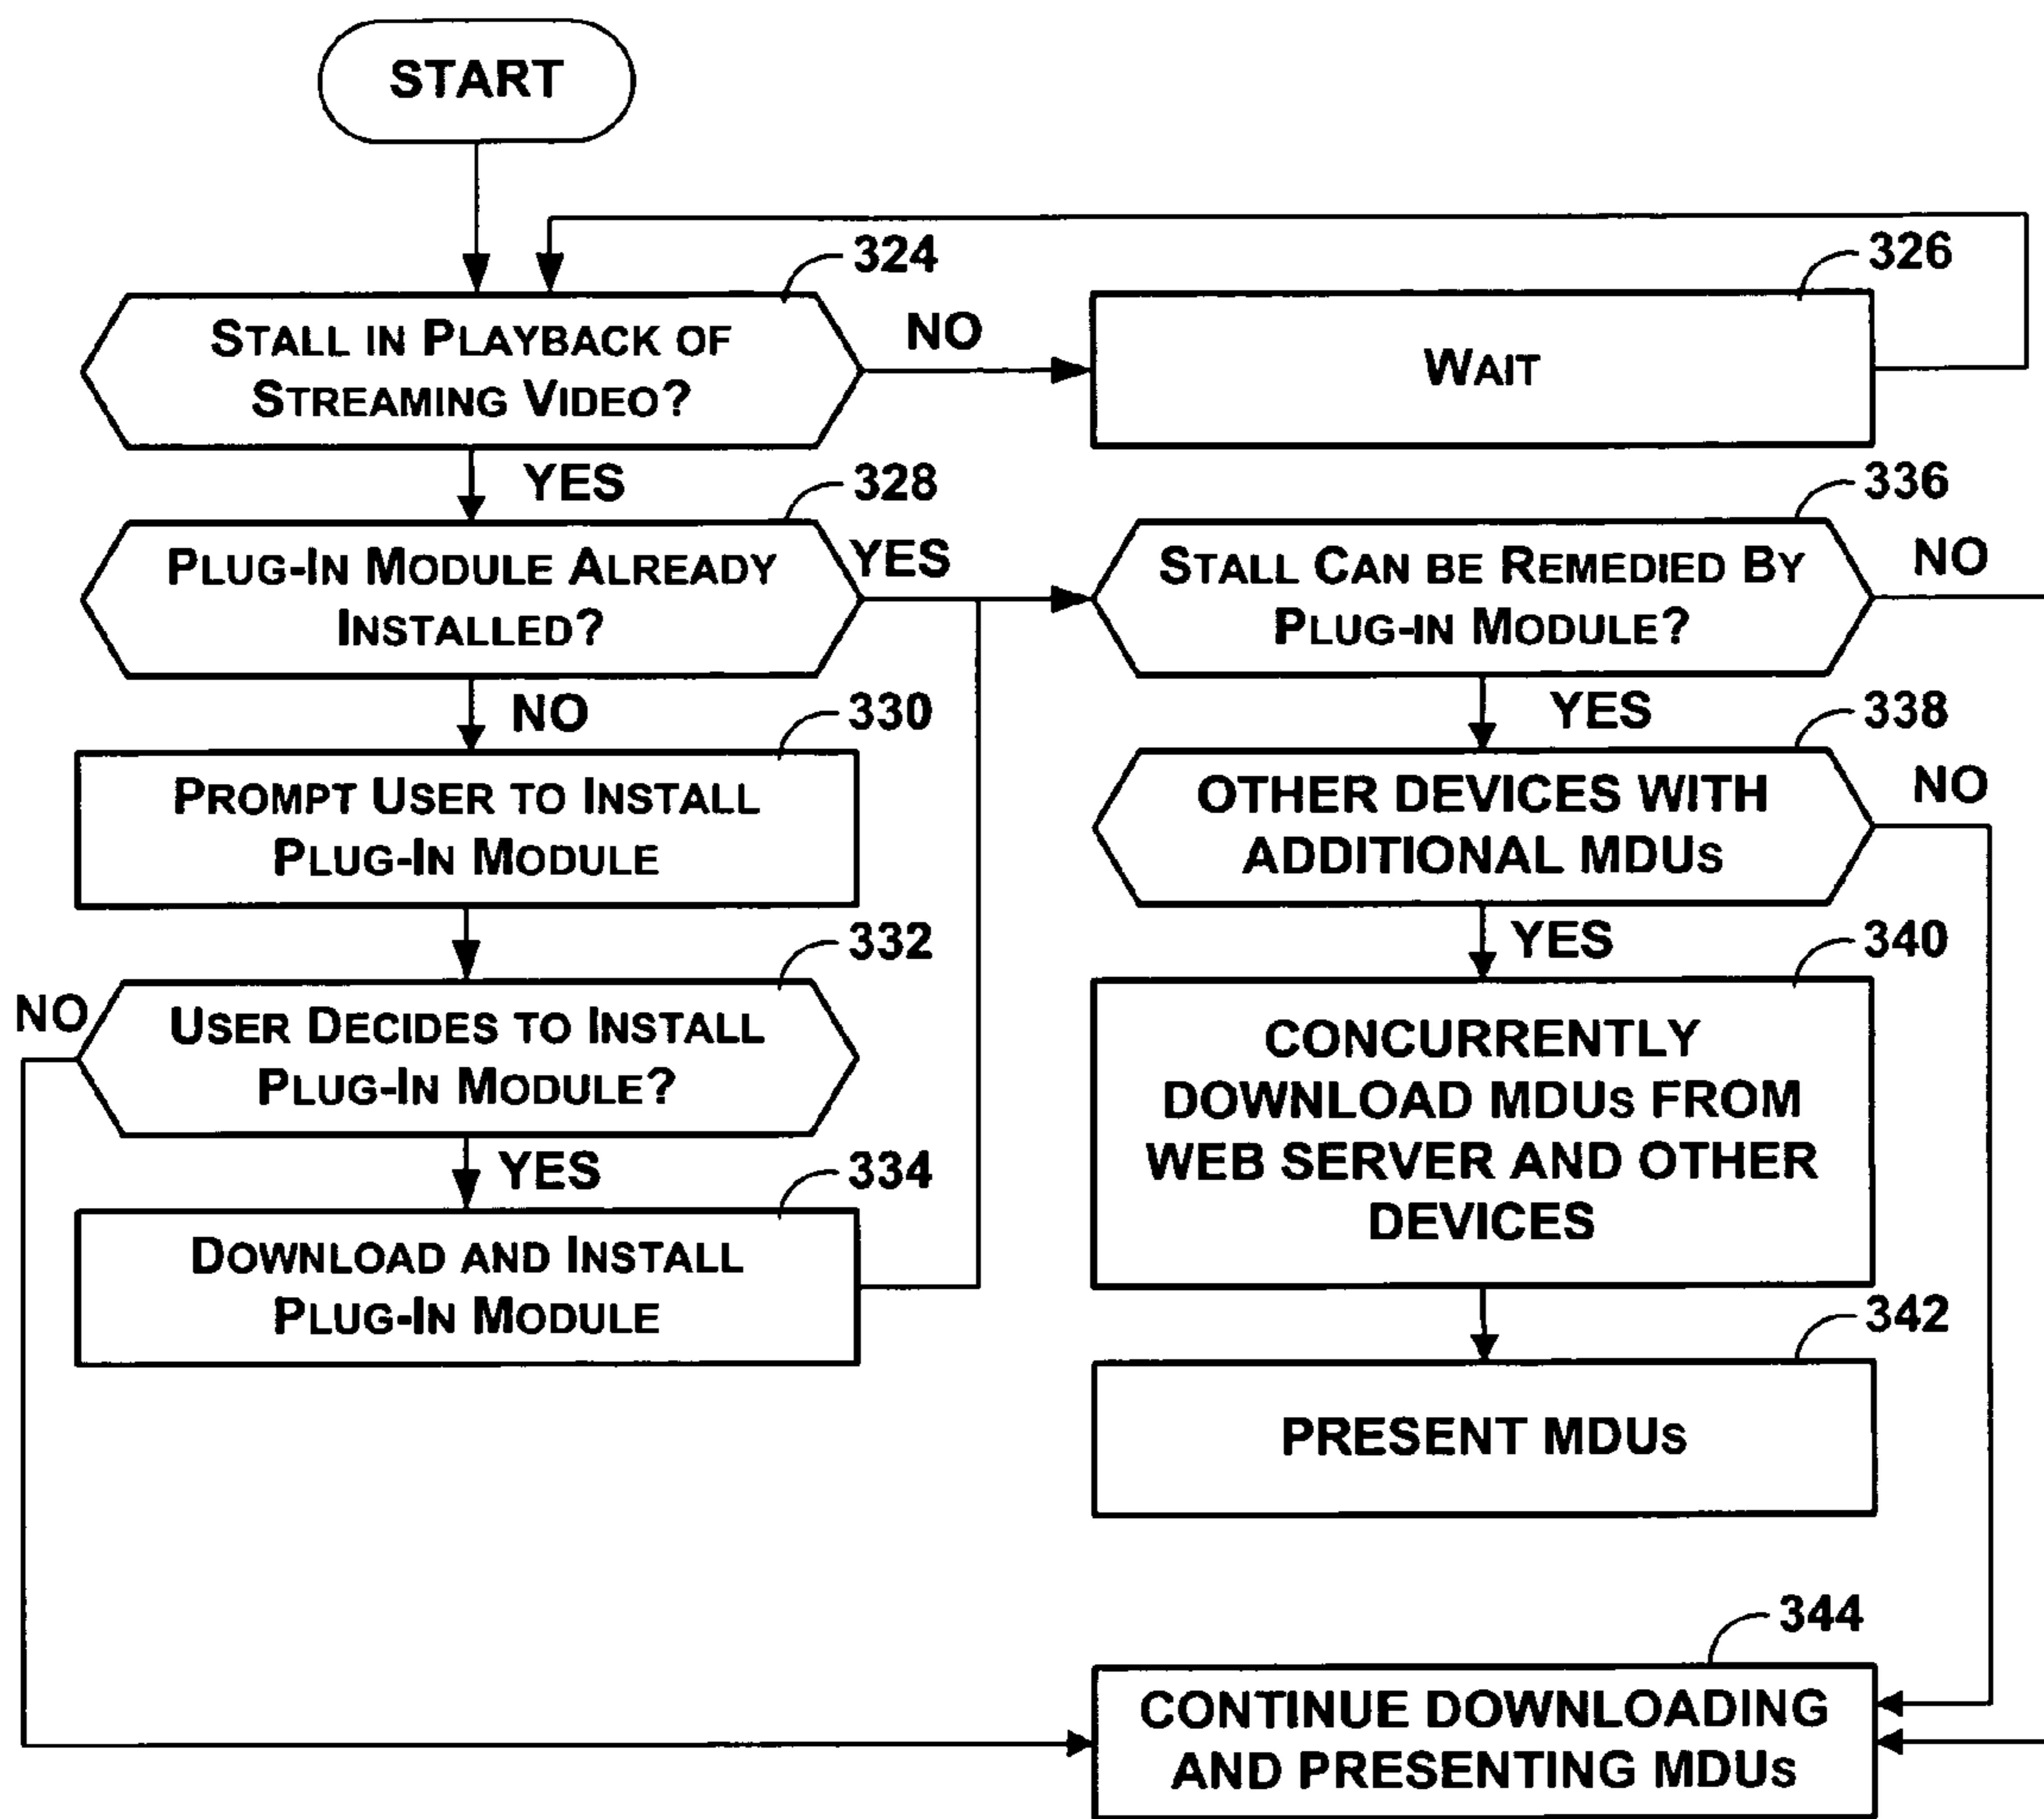 START
324
STALL IN PLAYBACK OF
STREAMING VIDEO?
NO
326
WAIT
YES
328
PLUG-IN MODULE ALREADY
INSTALLED?
YES
336
STALL CAN BE REMEDIED BY
PLUG-IN MODULE?
NO
NO
330
PROMPT USER TO INSTALL
PLUG-IN MODULE
YES
338
OTHER DEVICES WITH
ADDITIONAL MDUS
NO
332
NO
USER DECIDES TO INSTALL
PLUG-IN MODULE?
YES
340
CONCURRENTLY
DOWNLOAD MDUS FROM
WEB SERVER AND OTHER
DEVICES
YES
334
DOWNLOAD AND INSTALL
PLUG-IN MODULE
342
PRESENT MDUS
344
CONTINUE DOWNLOADING
AND PRESENTING MDUS